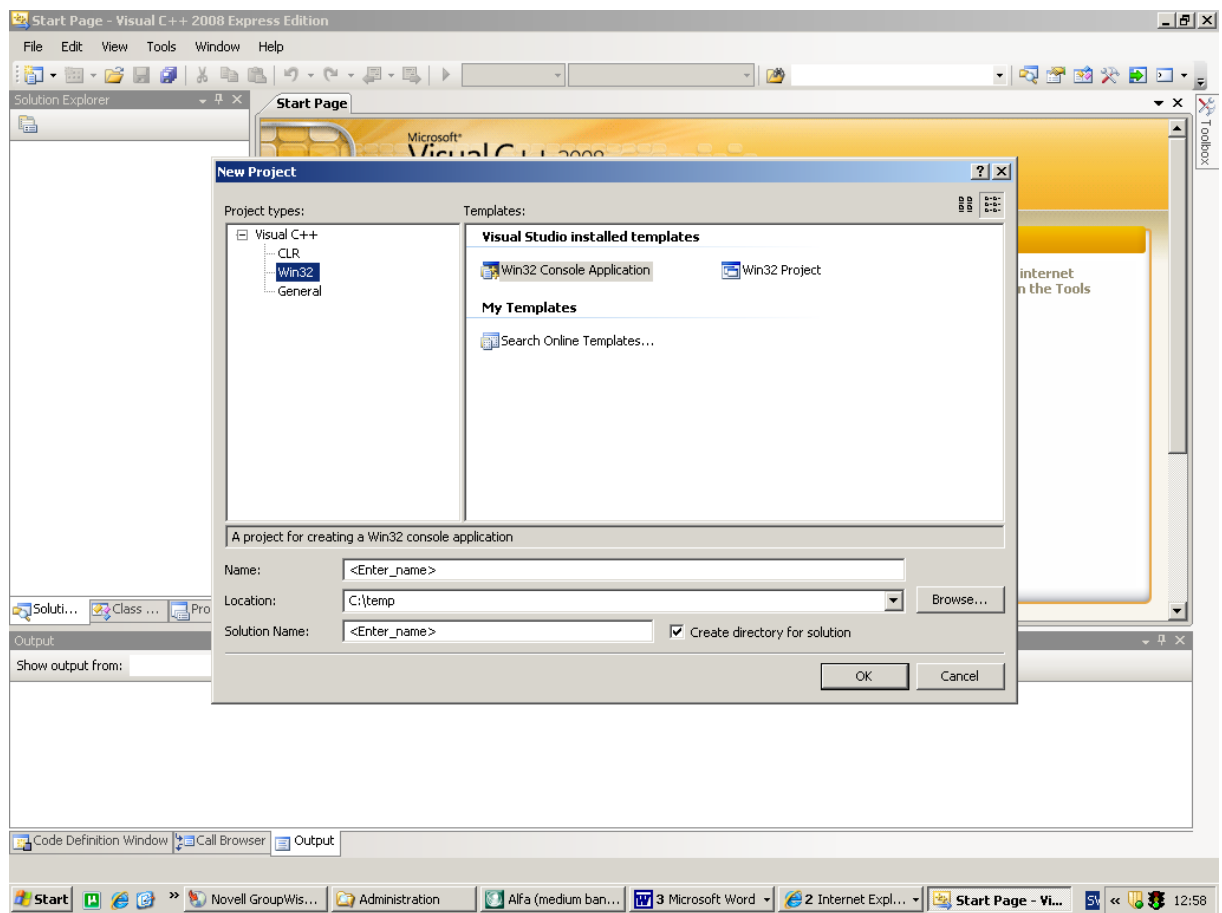 Start Page - Visual C++ 2008 Express Edition
File Edit View Tools Window Help
Solution Explorer
Start Page
Toolbox
Microsoft
Visual C++ 2008
New Project
Project types:
Templates:
Visual C++
CLR
Win32
General
Visual Studio installed templates
Win32 Console Application
Win32 Project
My Templates
Search Online Templates...
internet
n the Tools
A project for creating a Win32 console application
Name: <Enter_name>
Location: C:\temp Browse...
Solution Name: <Enter_name> Create directory for solution
OK Cancel
Soluti... Class ... Pro
Output
Show output from:
Code Definition Window Call Browser Output
Start Novell GroupWis... Administration Alfa (medium ban... 3 Microsoft Word 2 Internet Expl... Start Page - Vi... SV 12:58